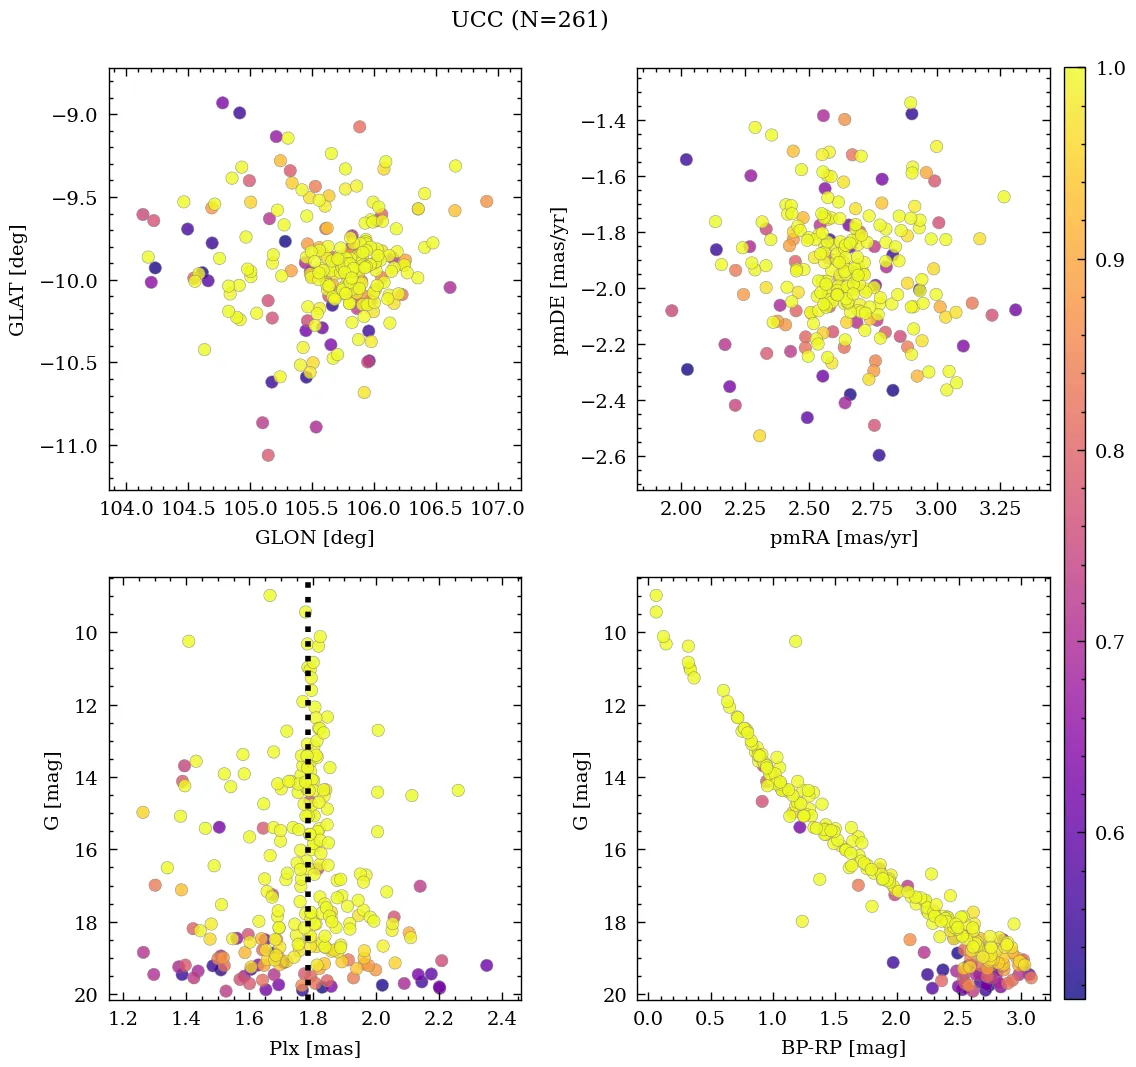 UCC (N=261)
−9.0
−9.5
−10.0
−10.5
−11.0
GLAT [deg]
104.0 104.5 105.0 105.5 106.0 106.5 107.0
GLON [deg]
−1.4
−1.6
−1.8
−2.0
−2.2
−2.4
−2.6
pmDE [mas/yr]
2.00 2.25 2.50 2.75 3.00 3.25
pmRA [mas/yr]
1.0
0.9
0.8
0.7
0.6
10
12
14
16
18
20
G [mag]
1.2 1.4 1.6 1.8 2.0 2.2 2.4
Plx [mas]
10
12
14
16
18
20
G [mag]
0.0 0.5 1.0 1.5 2.0 2.5 3.0
BP-RP [mag]